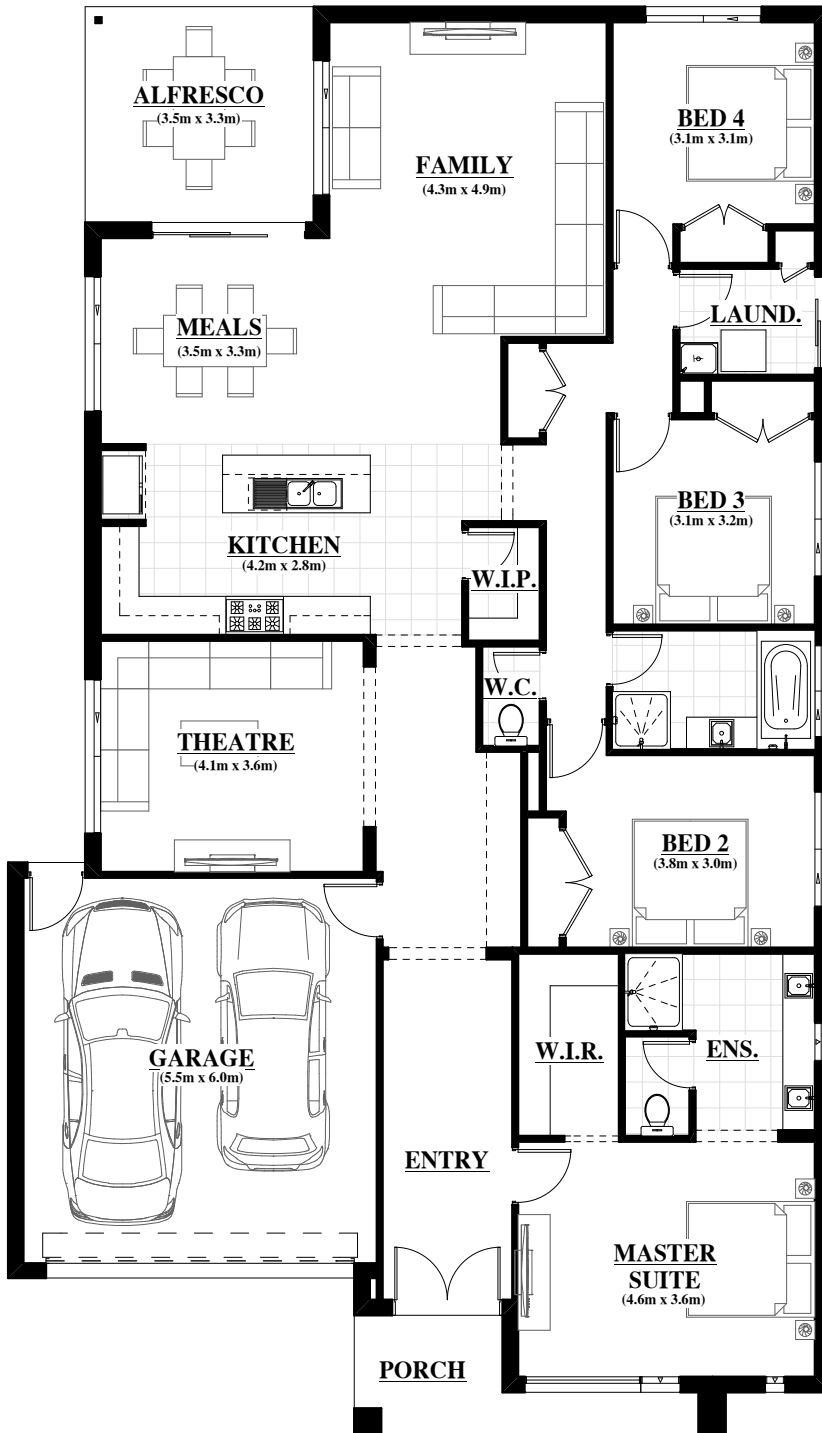 ALFRESCO
(3.5m x 3.3m)
FAMILY
(4.3m x 4.9m)
BED 4
(3.1m x 3.1m)
MEALS
(3.5m x 3.3m)
LAUND.
KITCHEN
(4.2m x 2.8m)
W.I.P.
BED 3
(3.1m x 3.2m)
W.C.
THEATRE
(4.1m x 3.6m)
BED 2
(3.8m x 3.0m)
GARAGE
(5.5m x 6.0m)
W.I.R.
ENS.
ENTRY
MASTER
SUITE
(4.6m x 3.6m)
PORCH